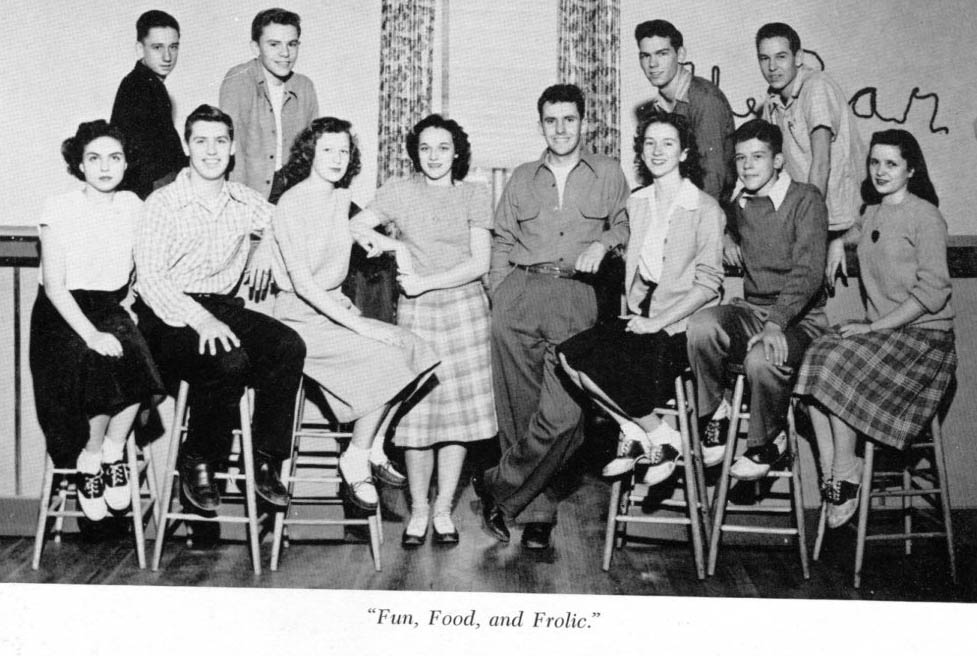 “Fun, Food, and Frolic.”